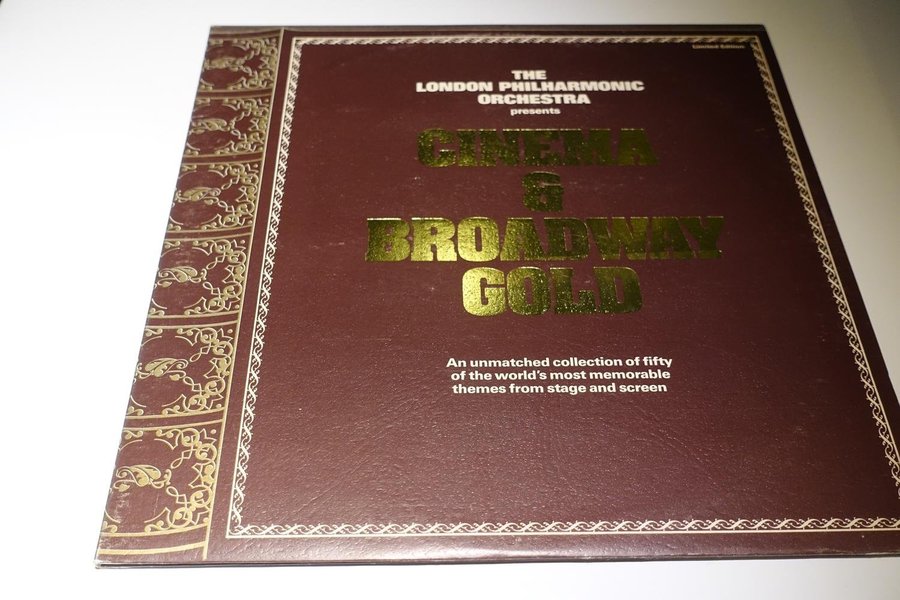 Limited Edition
THE
LONDON PHILHARMONIC
ORCHESTRA
presents
CINEMA
&
BROADWAY
GOLD
An unmatched collection of fifty
of the world's most memorable
themes from stage and screen